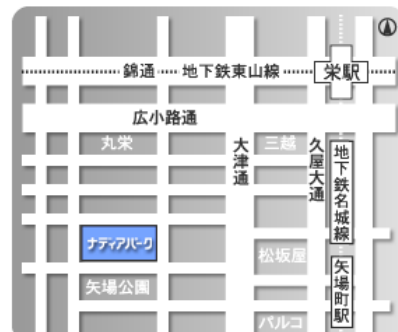 錦通
地下鉄東山線
栄駅
広小路通
丸栄
三越
大津通
久屋大通
地下鉄名城線
ナディアパーク
松坂屋
矢場町駅
矢場公園
パルコ